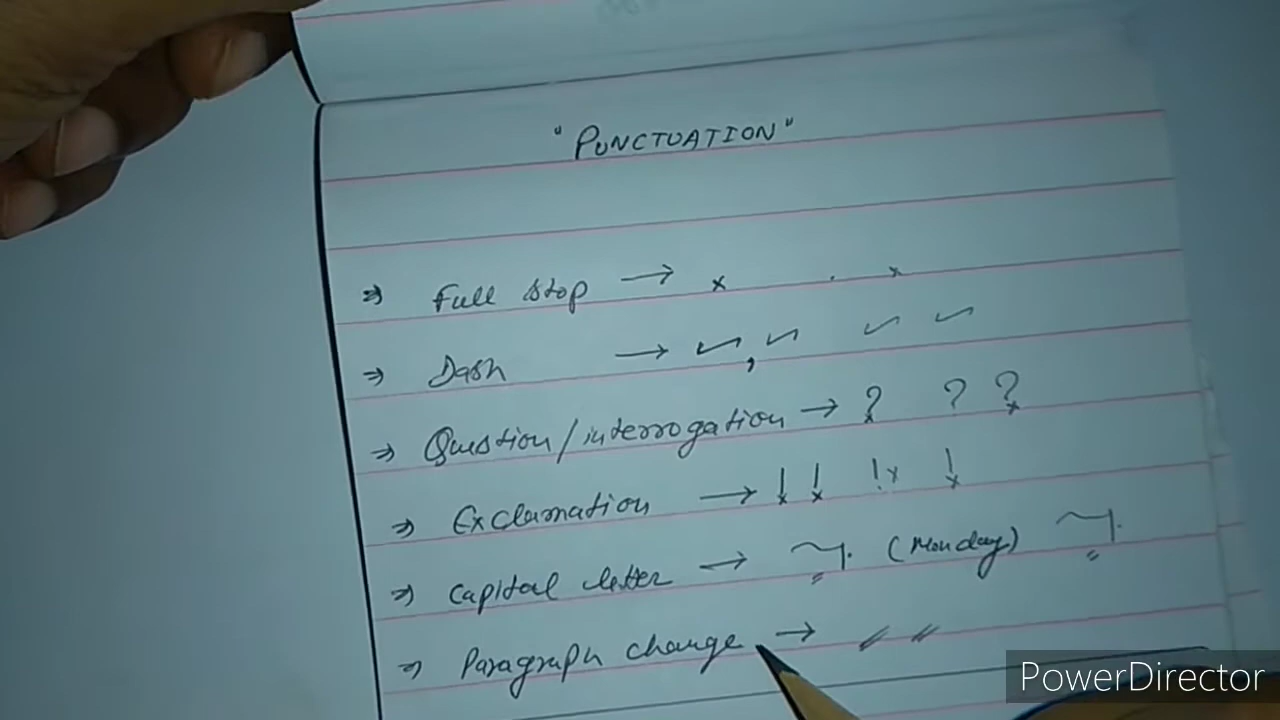 "PUNCTUATION"
⇒ Full stop → x . x
⇒ Dash → , 
⇒ Question/interrogation → ? ? ?
⇒ Exclamation → ! ! !x !
⇒ Capital letter → (Monday)
⇒ Paragraph change → // //
PowerDirector